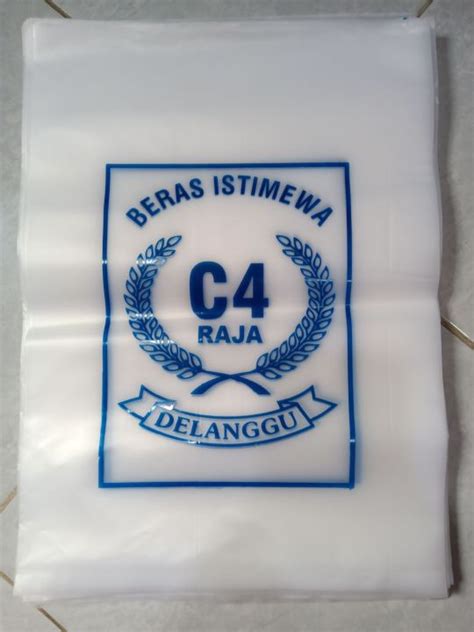 BERAS ISTIMEWA
C4
RAJA
DELANGGU